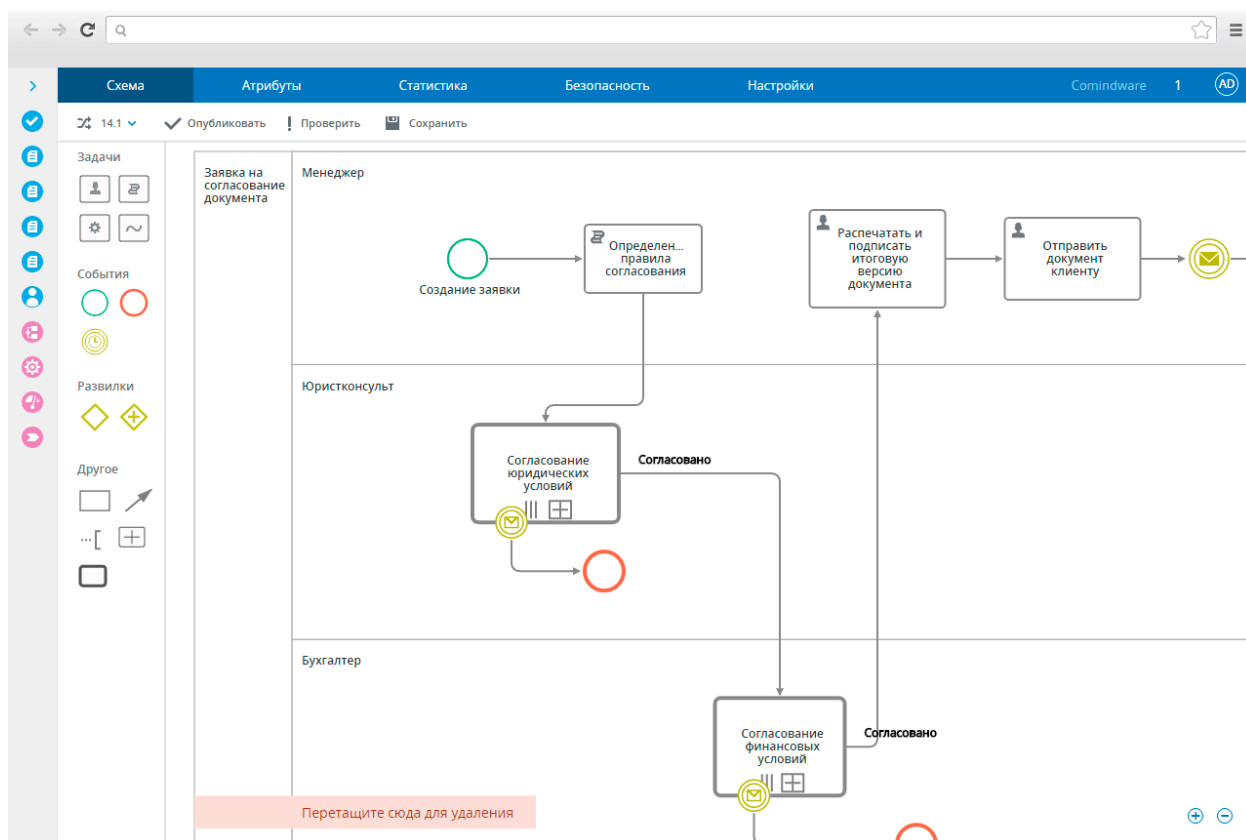 Схема
Атрибуты
Статистика
Безопасность
Настройки
Comindware
1
AD
14.1
Опубликовать
Проверить
Сохранить
Задачи
События
Развилки
Другое
Заявка на
согласование
документа
Менеджер
Создание заявки
Определен...
правила
согласования
Распечатать и
подписать
итоговую
версию
документа
Отправить
документ
клиенту
Юристконсульт
Согласование
юридических
условий
Согласовано
Бухгалтер
Согласование
финансовых
условий
Согласовано
Перетащите сюда для удаления